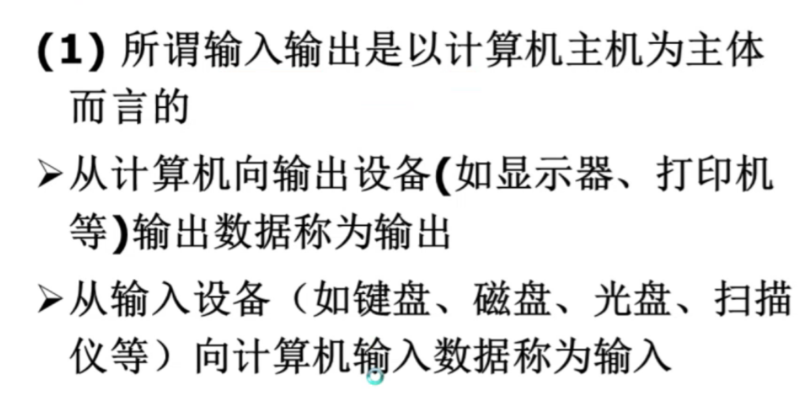 (1) 所谓输入输出是以计算机主机为主体
而言的
➢从计算机向输出设备(如显示器、打印机
等)输出数据称为输出
➢从输入设备（如键盘、磁盘、光盘、扫描
仪等）向计算机输入数据称为输入